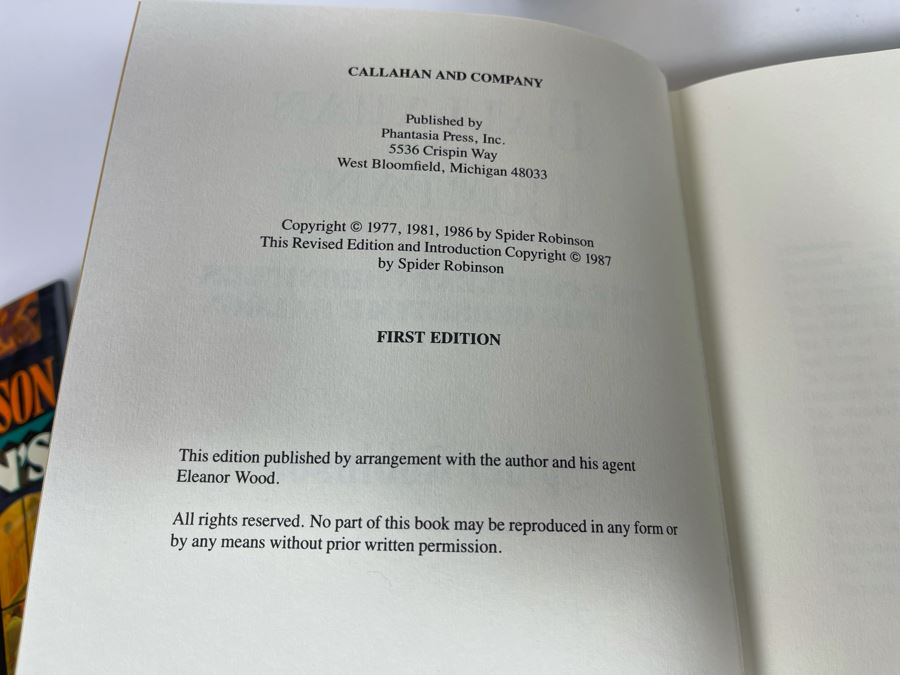 CALLAHAN AND COMPANY
Published by
Phantasia Press, Inc.
5536 Crispin Way
West Bloomfield, Michigan 48033
Copyright © 1977, 1981, 1986 by Spider Robinson
This Revised Edition and Introduction Copyright © 1987
by Spider Robinson
FIRST EDITION
This edition published by arrangement with the author and his agent
Eleanor Wood.
All rights reserved. No part of this book may be reproduced in any form or
by any means without prior written permission.
SON
N'S